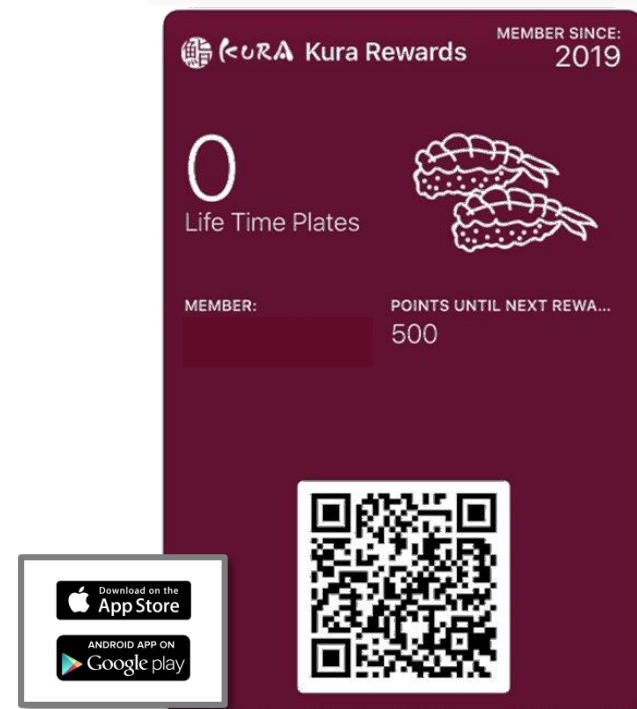 鮨 KURA Kura Rewards
MEMBER SINCE:
2019
0
Life Time Plates
MEMBER:
POINTS UNTIL NEXT REWA...
500
Download on the
App Store
ANDROID APP ON
Google play